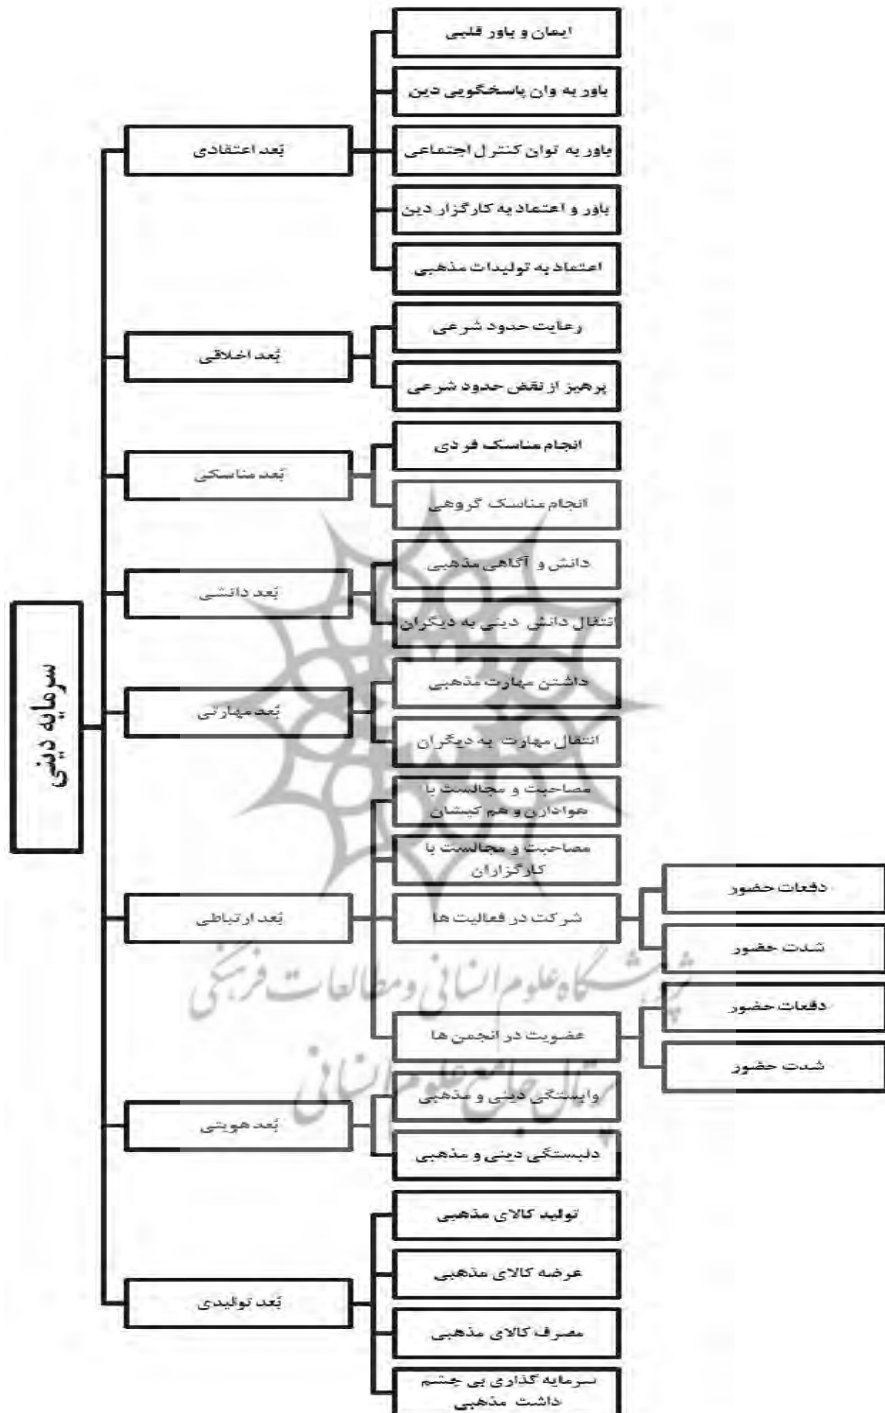 سرمایه دینی
بُعد اعتقادی
ایمان و باور قلبی
باور به وان پاسخگویی دین
باور به توان کنترل اجتماعی
باور و اعتماد به کارگزار دین
اعتماد به تولیدات مذهبی
بُعد اخلاقی
رعایت حدود شرعی
پرهیز از نقض حدود شرعی
بُعد مناسکی
انجام مناسک فردی
انجام مناسک گروهی
بُعد دانشی
دانش و آگاهی مذهبی
انتقال دانش دینی به دیگران
بُعد مهارتی
داشتن مهارت مذهبی
انتقال مهارت به دیگران
بُعد ارتباطی
مصاحبت و مجالست با
هوادارن و هم کیشان
مصاحبت و مجالست با
کارگزاران
شرکت در فعالیت ها
دفعات حضور
شدت حضور
عضویت در انجمن ها
دفعات حضور
شدت حضور
بُعد هویتی
وابستگی دینی و مذهبی
دلبستگی دینی و مذهبی
بُعد تولیدی
تولید کالای مذهبی
عرضه کالای مذهبی
مصرف کالای مذهبی
سرمایه گذاری بی چشم
داشت مذهبی
پژوهشگاه علوم انسانی و مطالعات فرهنگی
پرتال جامع علوم انسانی